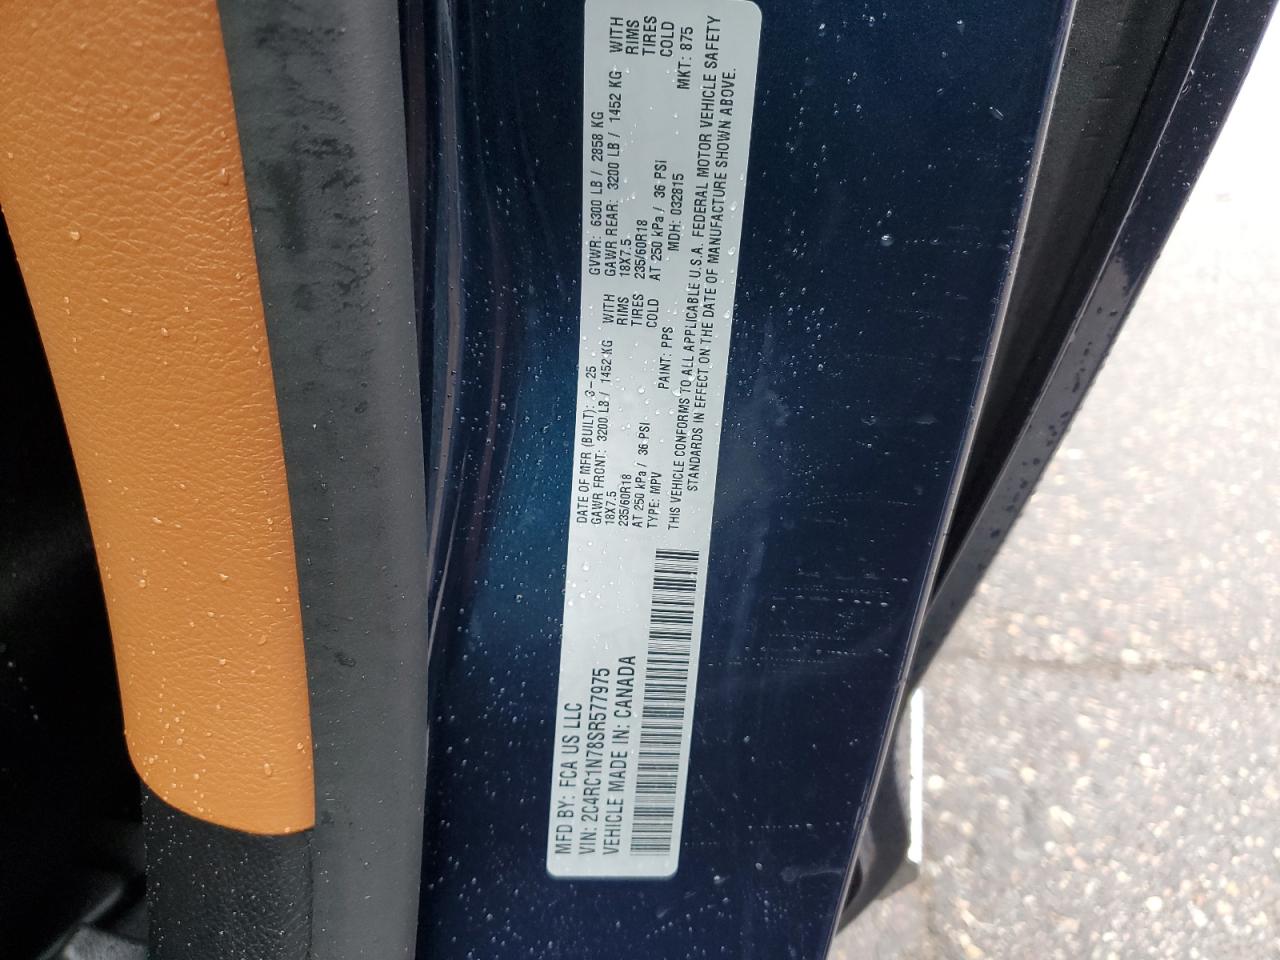 MFD BY: FCA US LLC
VIN: 2C4RC1N78SR577975
VEHICLE MADE IN: CANADA
DATE OF MFR (BUILT): 3-25 GVWR: 6300 LB / 2858 KG
GAWR FRONT: 3200 LB / 1452 KG WITH GAWR REAR: 3200 LB / 1452 KG WITH
18X7.5 RIMS 18X7.5 RIMS
235/60R18 TIRES 235/60R18 TIRES
AT 250 kPa / 36 PSI COLD AT 250 kPa / 36 PSI COLD
TYPE: MPV PAINT: PPS MDH: 032815 MKT: 875
THIS VEHICLE CONFORMS TO ALL APPLICABLE U.S.A. FEDERAL MOTOR VEHICLE SAFETY
STANDARDS IN EFFECT ON THE DATE OF MANUFACTURE SHOWN ABOVE.